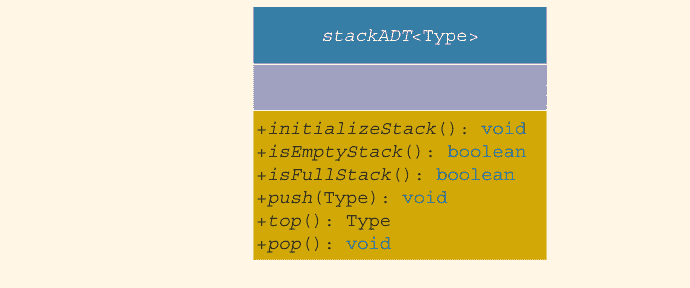 stackADT<Type>
+initializeStack(): void
+isEmptyStack(): boolean
+isFullStack(): boolean
+push(Type): void
+top(): Type
+pop(): void